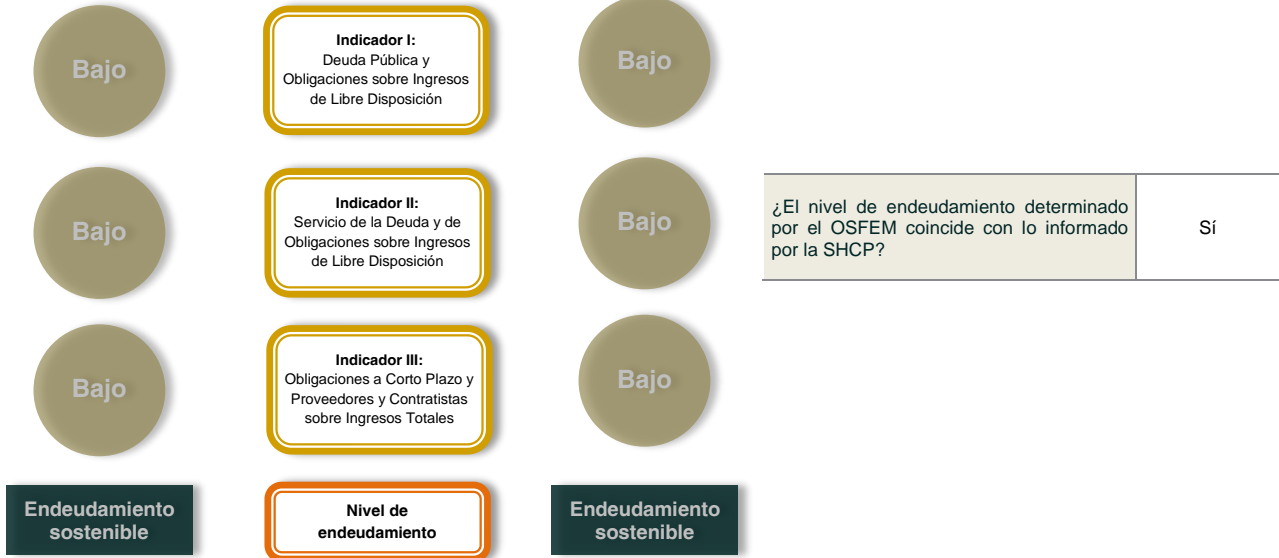 Bajo
Indicador I:
Deuda Pública y
Obligaciones sobre Ingresos
de Libre Disposición
Bajo
Bajo
Indicador II:
Servicio de la Deuda y de
Obligaciones sobre Ingresos
de Libre Disposición
Bajo
¿El nivel de endeudamiento determinado
por el OSFEM coincide con lo informado
por la SHCP?
Sí
Bajo
Indicador III:
Obligaciones a Corto Plazo y
Proveedores y Contratistas
sobre Ingresos Totales
Bajo
Endeudamiento
sostenible
Nivel de
endeudamiento
Endeudamiento
sostenible